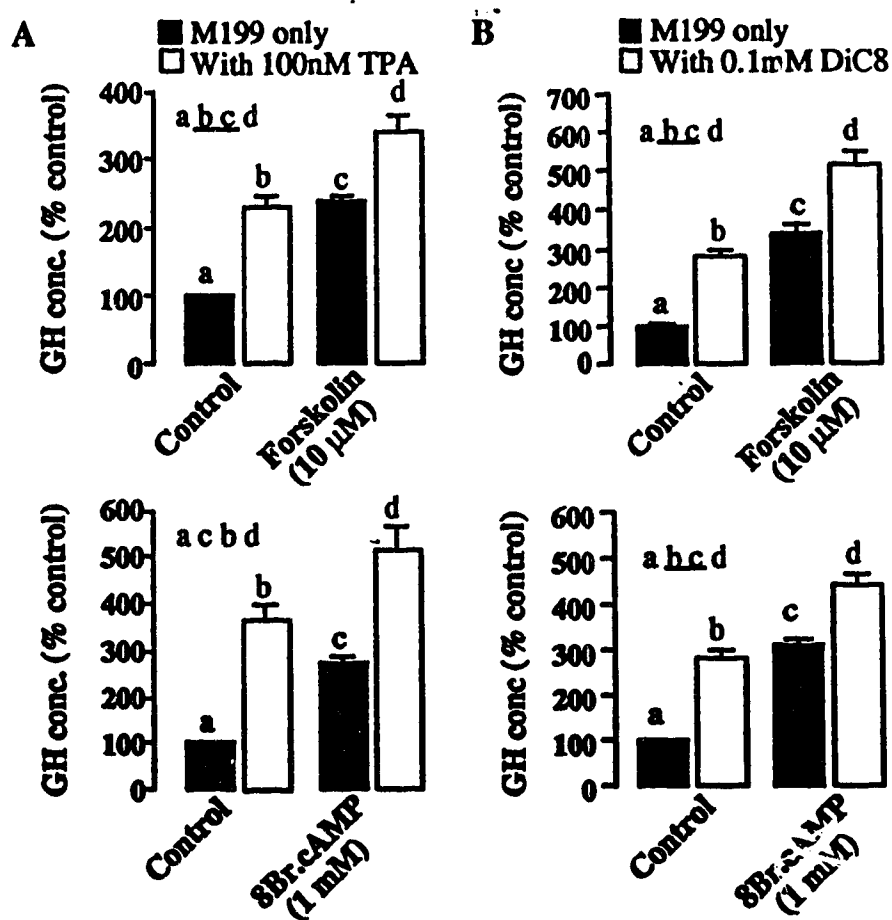 A
M199 only
With 100nM TPA
GH conc. (% control)
400
300
200
100
0
a b c d
a
b
c
d
Control
Forskolin
(10 µM)
B
M199 only
With 0.1mM DiC8
GH conc (% control)
700
600
500
400
300
200
100
0
a b c d
a
b
c
d
Control
Forskolin
(10 µM)
GH conc. (% control)
600
500
400
300
200
100
0
a c b d
a
b
c
d
Control
8Br.cAMP
(1 mM)
GH conc (% control)
600
500
400
300
200
100
0
a b c d
a
b
c
d
Control
8Br.cAMP
(1 mM)